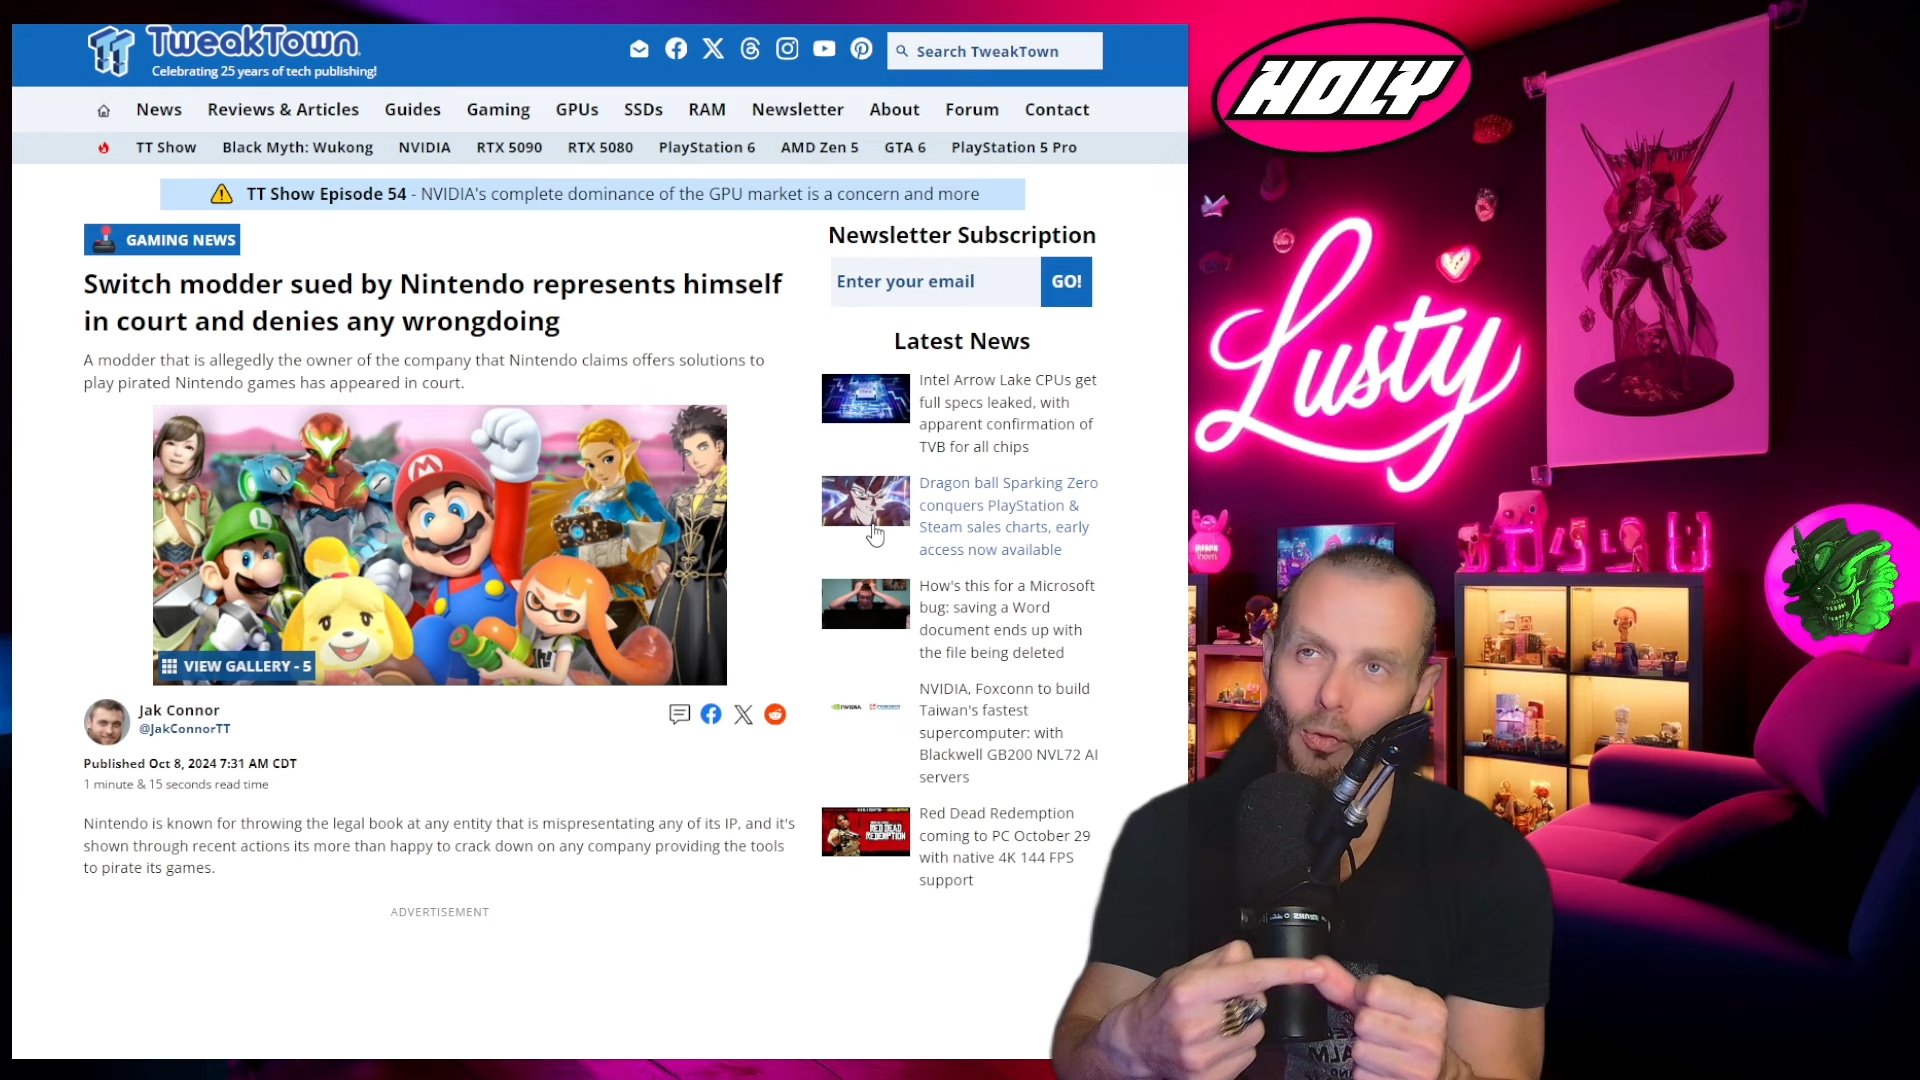 TweakTown
Celebrating 25 years of tech publishing!
Search TweakTown
News
Reviews & Articles
Guides
Gaming
GPUs
SSDs
RAM
Newsletter
About
Forum
Contact
TT Show
Black Myth: Wukong
NVIDIA
RTX 5090
RTX 5080
PlayStation 6
AMD Zen 5
GTA 6
PlayStation 5 Pro
TT Show Episode 54 - NVIDIA's complete dominance of the GPU market is a concern and more
GAMING NEWS
Switch modder sued by Nintendo represents himself
in court and denies any wrongdoing
A modder that is allegedly the owner of the company that Nintendo claims offers solutions to
play pirated Nintendo games has appeared in court.
VIEW GALLERY - 5
Jak Connor
@JakConnorTT
Published Oct 8, 2024 7:31 AM CDT
1 minute & 15 seconds read time
Nintendo is known for throwing the legal book at any entity that is mispresentating any of its IP, and it's
shown through recent actions its more than happy to crack down on any company providing the tools
to pirate its games.
ADVERTISEMENT
Newsletter Subscription
Enter your email
GO!
Latest News
Intel Arrow Lake CPUs get
full specs leaked, with
apparent confirmation of
TVB for all chips
Dragon ball Sparking Zero
conquers PlayStation &
Steam sales charts, early
access now available
How's this for a Microsoft
bug: saving a Word
document ends up with
the file being deleted
NVIDIA, Foxconn to build
Taiwan's fastest
supercomputer: with
Blackwell GB200 NVL72 AI
servers
Red Dead Redemption
coming to PC October 29
with native 4K 144 FPS
support
HOLY
Lusty